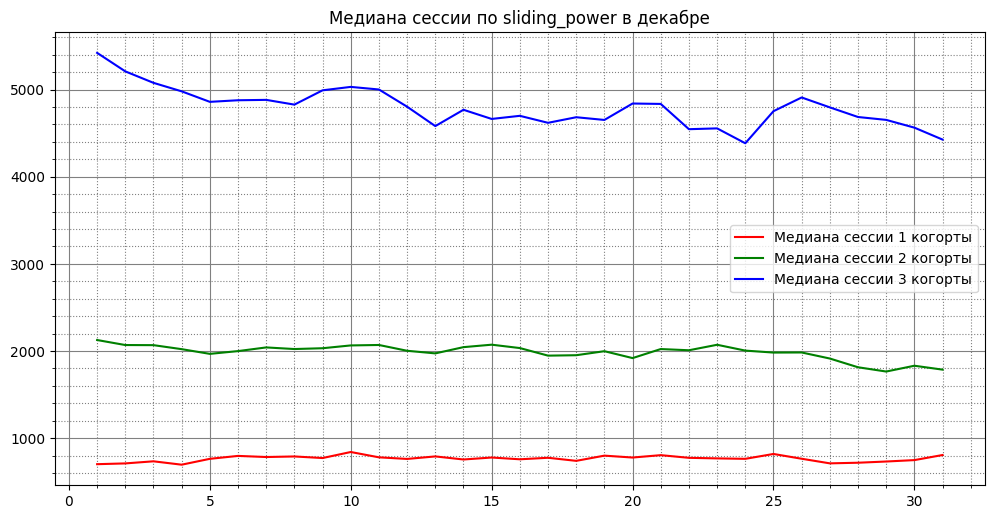 Медиана сессии по sliding_power в декабре
5000
4000
3000
2000
1000
Медиана сессии 1 когорты
Медиана сессии 2 когорты
Медиана сессии 3 когорты
0 5 10 15 20 25 30